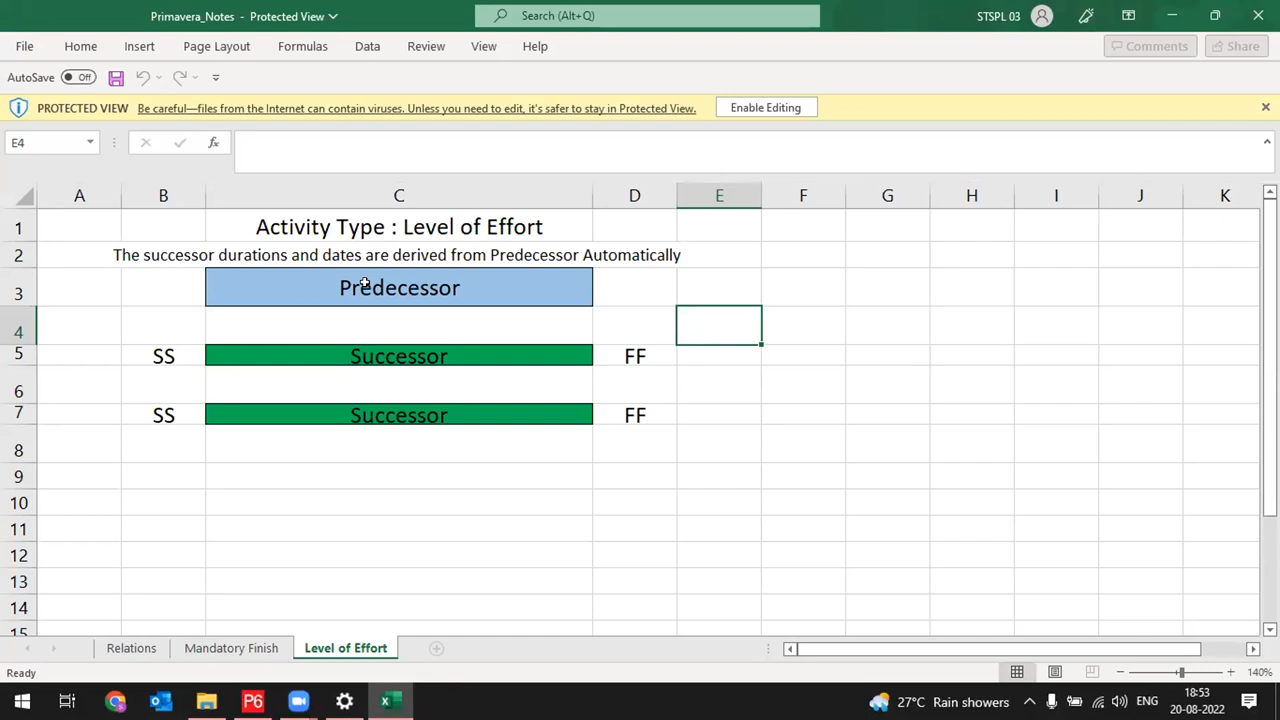 Primavera_Notes - Protected View
Search (Alt+Q)
STSPL 03
File Home Insert Page Layout Formulas Data Review View Help
Comments Share
AutoSave Off
PROTECTED VIEW Be careful—files from the Internet can contain viruses. Unless you need to edit, it's safer to stay in Protected View. Enable Editing
E4 fx
A B C D E F G H I J K
1 Activity Type : Level of Effort
2 The successor durations and dates are derived from Predecessor Automatically
3 Predecessor
4
5 SS Successor FF
6
7 SS Successor FF
8
9
10
11
12
13
14
15
Relations Mandatory Finish Level of Effort
Ready 140%
P6 27°C Rain showers ENG 18:53
20-08-2022